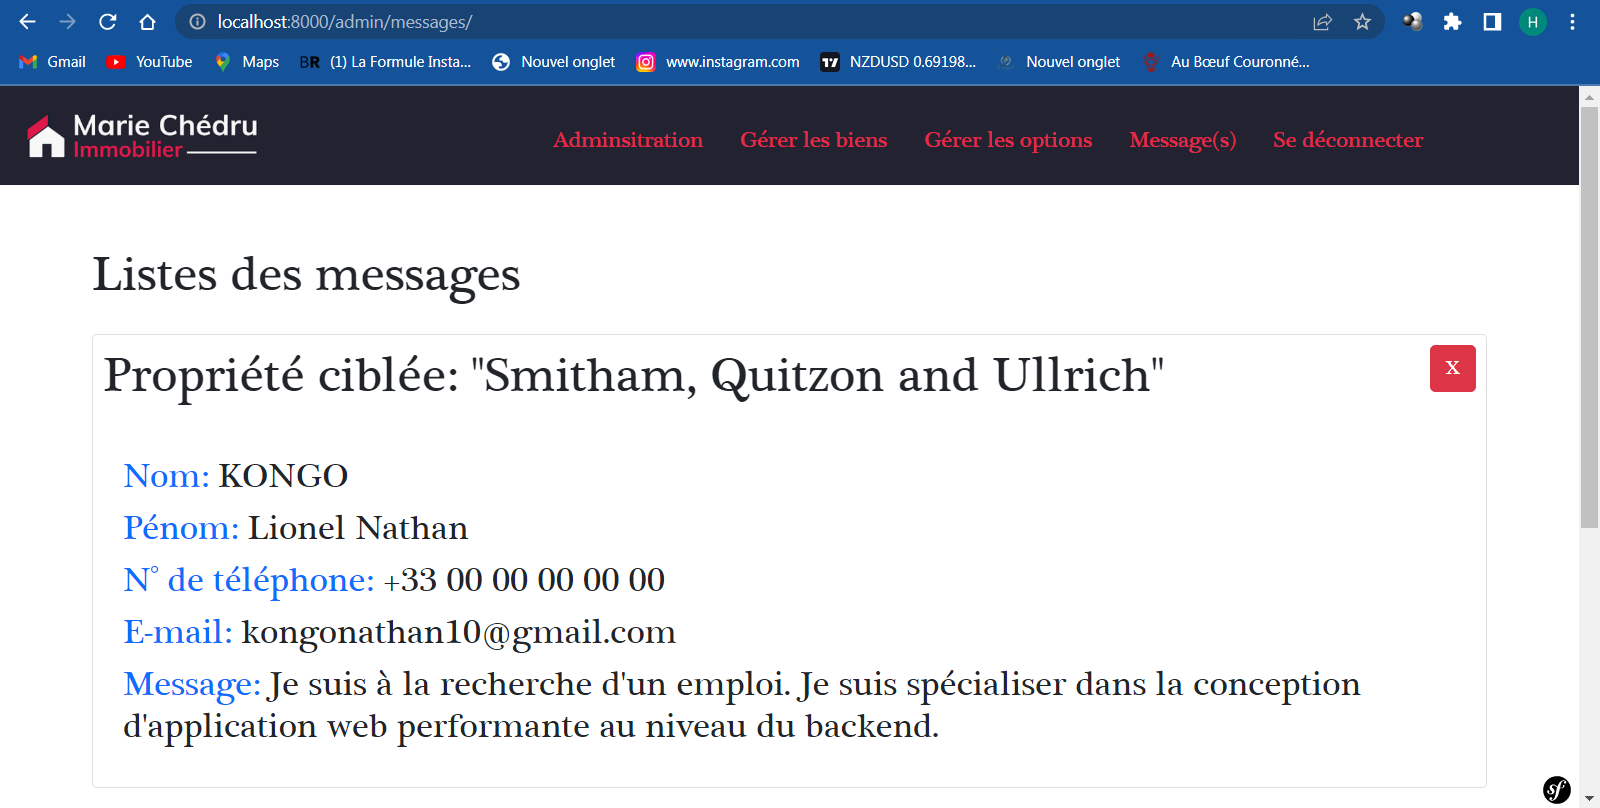 localhost:8000/admin/messages/
H
Gmail YouTube Maps BR (1) La Formule Insta... Nouvel onglet www.instagram.com NZDUSD 0.69198... Nouvel onglet Au Bœuf Couronné...
Marie Chédru
Immobilier
Adminsitration Gérer les biens Gérer les options Message(s) Se déconnecter
Listes des messages
Propriété ciblée: "Smitham, Quitzon and Ullrich"
X
Nom: KONGO
Pénom: Lionel Nathan
N° de téléphone: +33 00 00 00 00 00
E-mail: kongonathan10@gmail.com
Message: Je suis à la recherche d'un emploi. Je suis spécialiser dans la conception
d'application web performante au niveau du backend.
sf